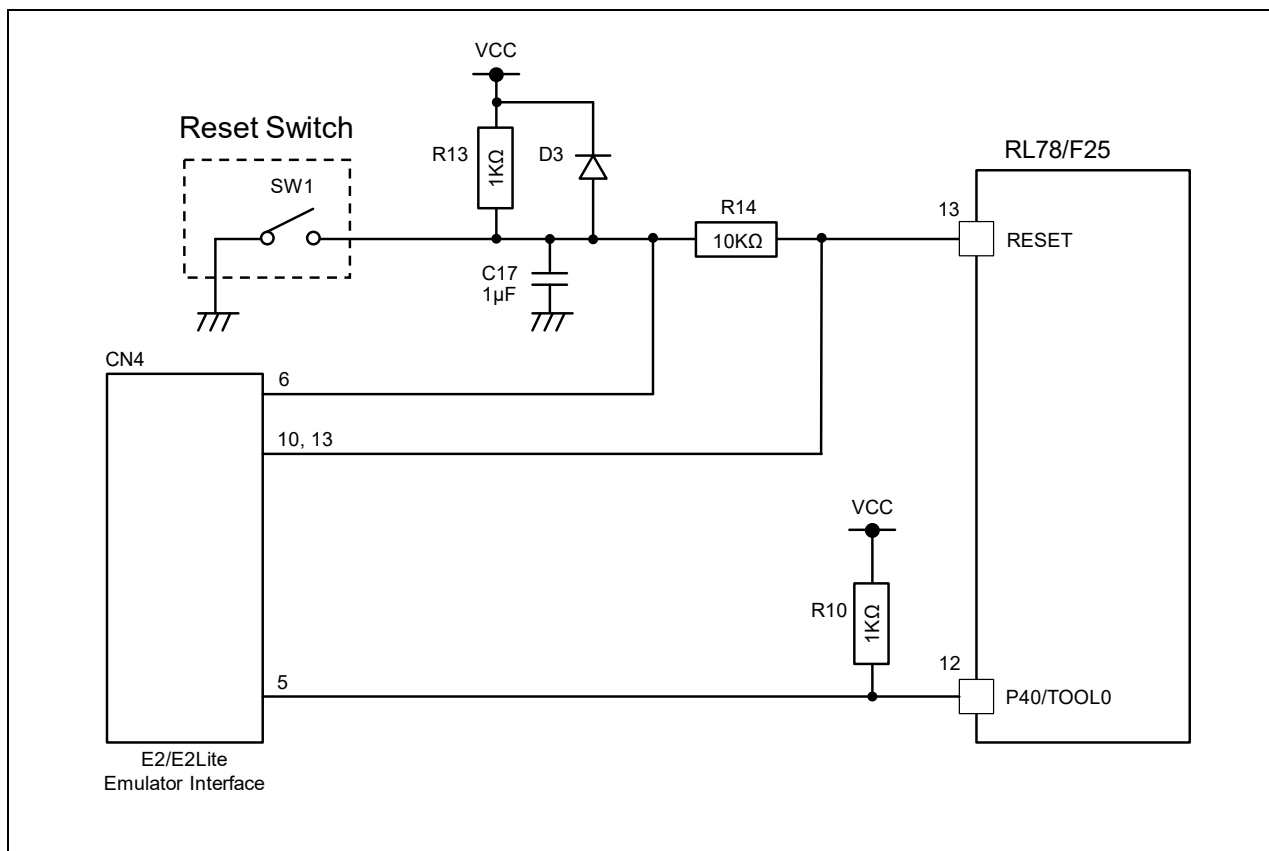 VCC
Reset Switch
SW1
R13
1KΩ
D3
C17
1µF
R14
10KΩ
RL78/F25
13
RESET
CN4
6
10, 13
VCC
R10
1KΩ
5
12
P40/TOOL0
E2/E2Lite
Emulator Interface